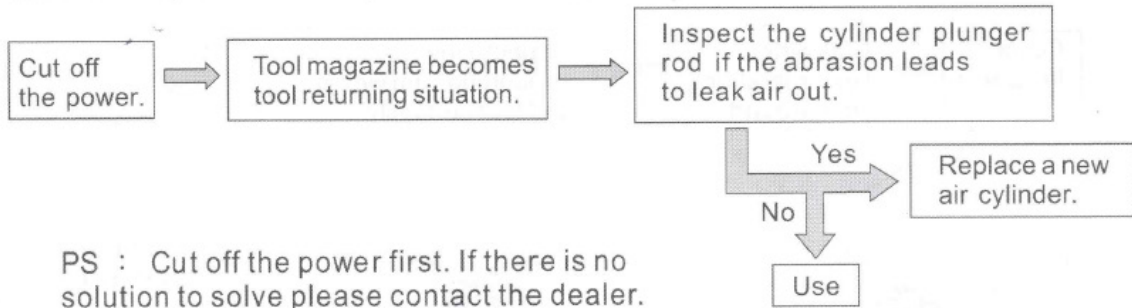 Cut off
the power.
Tool magazine becomes
tool returning situation.
Inspect the cylinder plunger
rod if the abrasion leads
to leak air out.
Yes
Replace a new
air cylinder.
No
Use
PS : Cut off the power first. If there is no
solution to solve please contact the dealer.